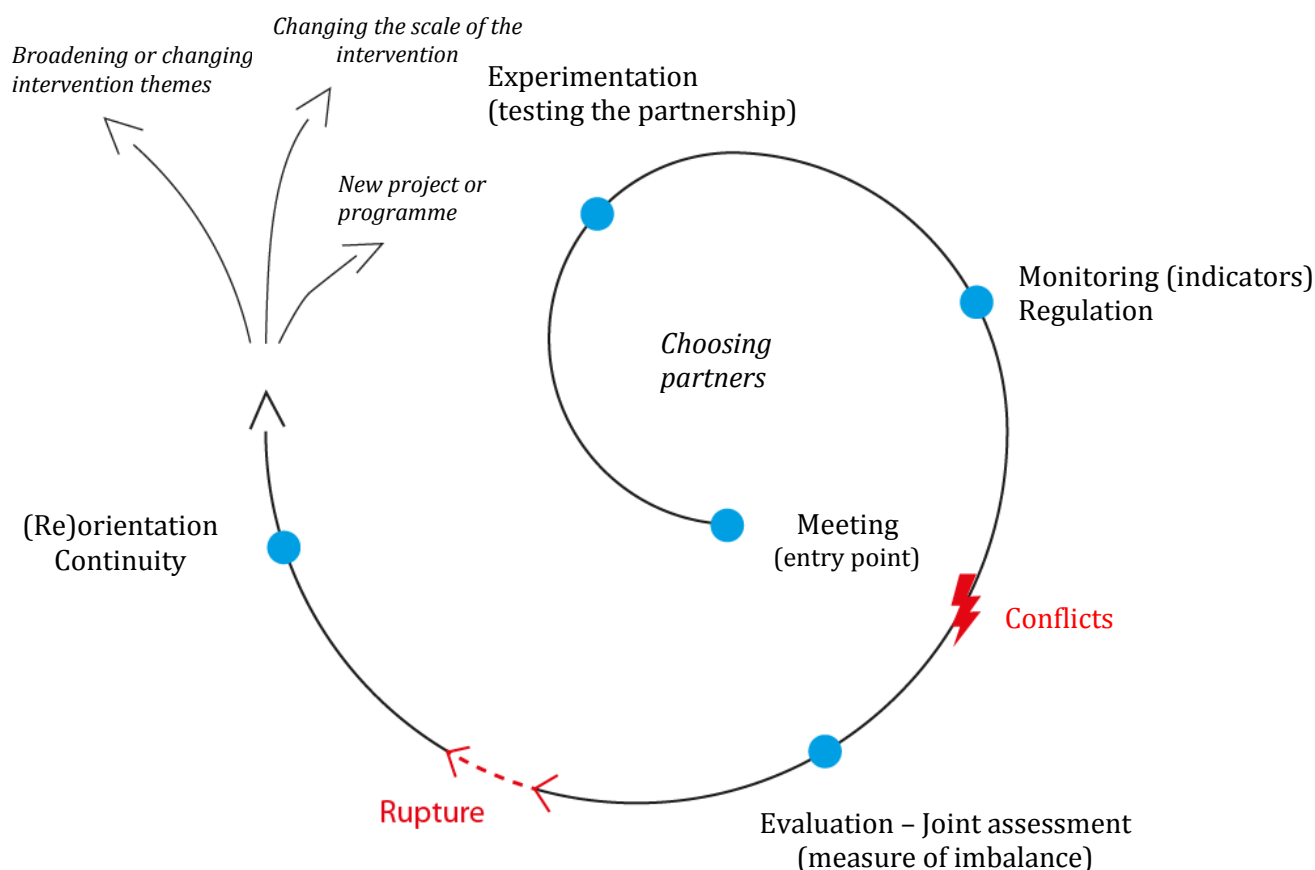 Changing the scale of the
intervention
Broadening or changing
intervention themes
Experimentation
(testing the partnership)
New project or
programme
Monitoring (indicators)
Regulation
Choosing
partners
Meeting
(entry point)
(Re)orientation
Continuity
Conflicts
Rupture
Evaluation – Joint assessment
(measure of imbalance)